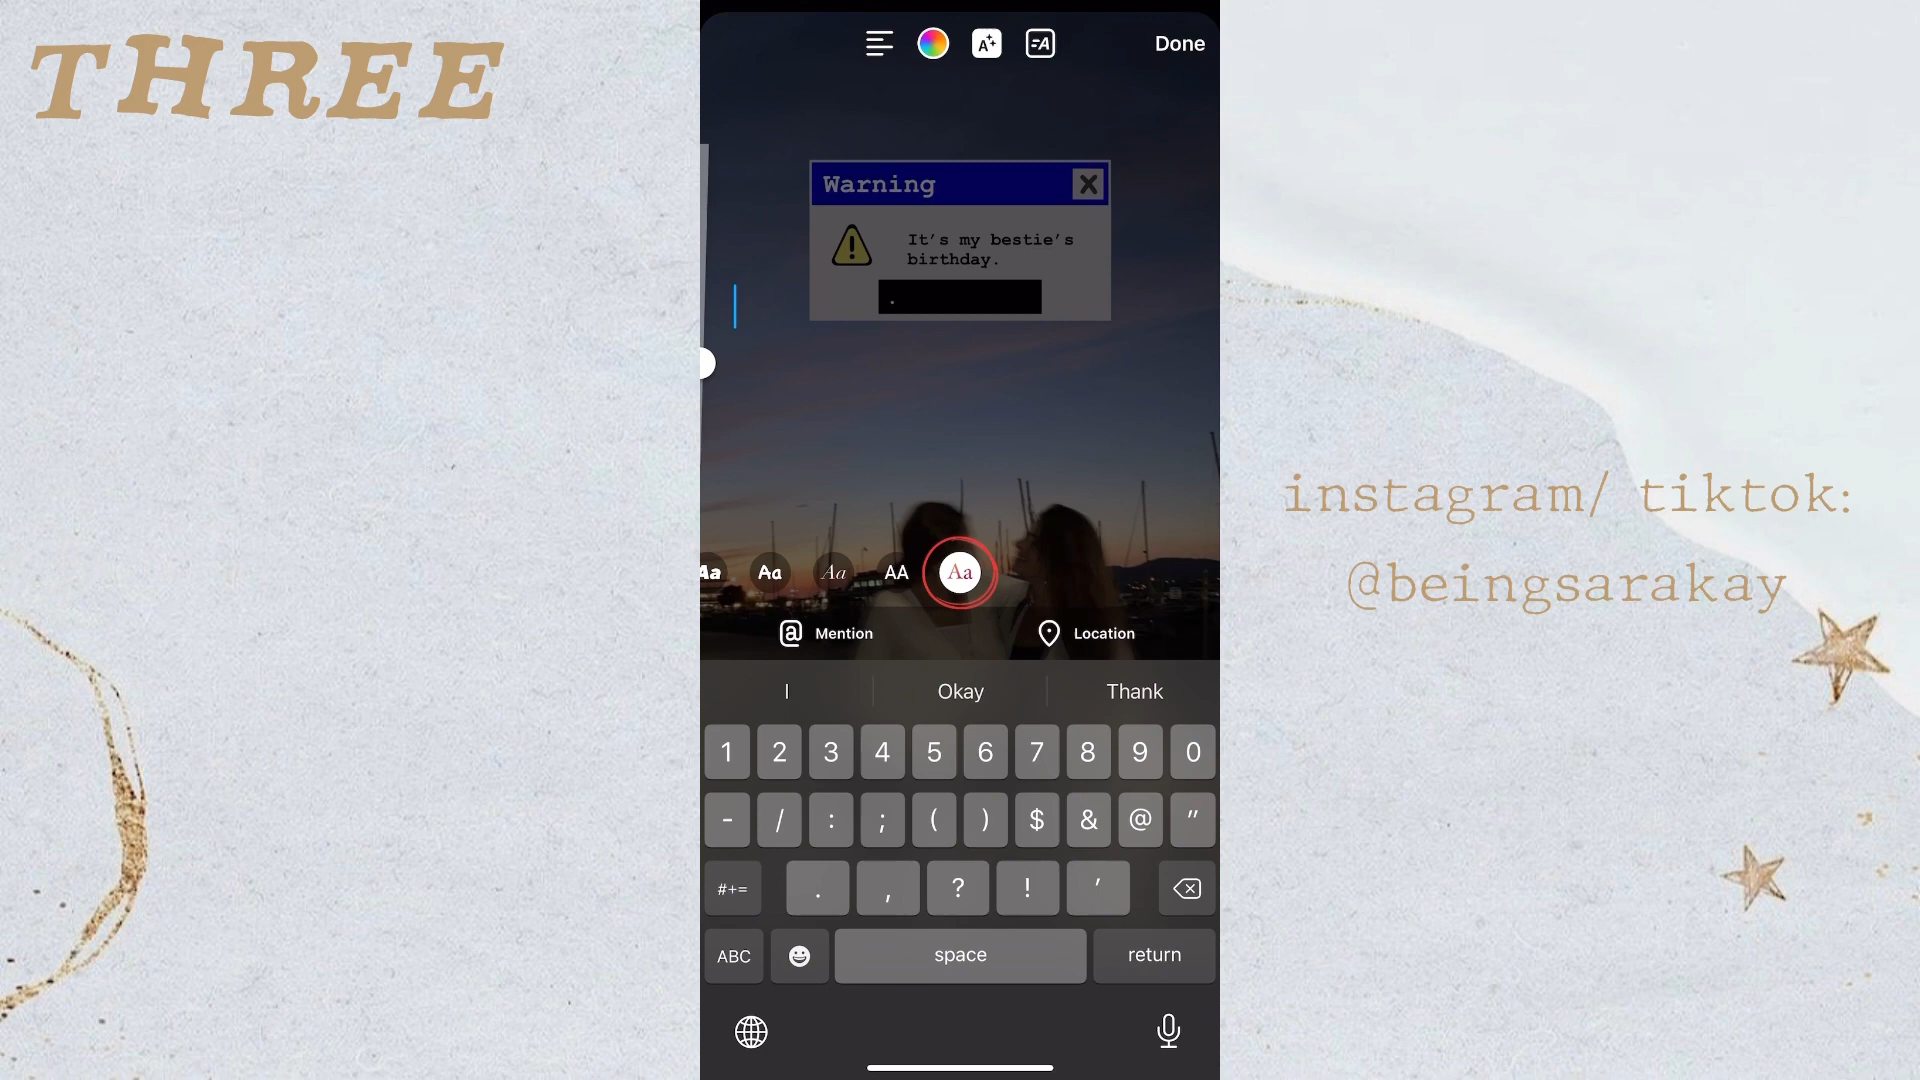 THREE
Done
Warning
It's my bestie's
birthday.
.
instagram/ tiktok:
@beingsarakay
Aa Aa Aa AA Aa
Mention Location
I Okay Thank
1 2 3 4 5 6 7 8 9 0
- / : ; ( ) $ & @ "
#+= . , ? ! '
ABC space return